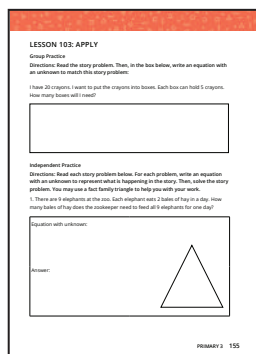 LESSON 103: APPLY
Group Practice
Directions: Read the story problem. Then, in the box below, write an equation with
an unknown to match this story problem:
I have 20 crayons. I want to put the crayons into boxes. Each box can hold 5 crayons.
How many boxes will I need?
Independent Practice
Directions: Read each story problem below. For each problem, write an equation
with an unknown to represent what is happening in the story. Then, solve the story
problem. You may use a fact family triangle to help you with your work.
1. There are 9 elephants at the zoo. Each elephant eats 2 bales of hay in a day. How
many bales of hay does the zookeeper need to feed all 9 elephants for one day?
Equation with unknown:
Answer:
PRIMARY 3 155